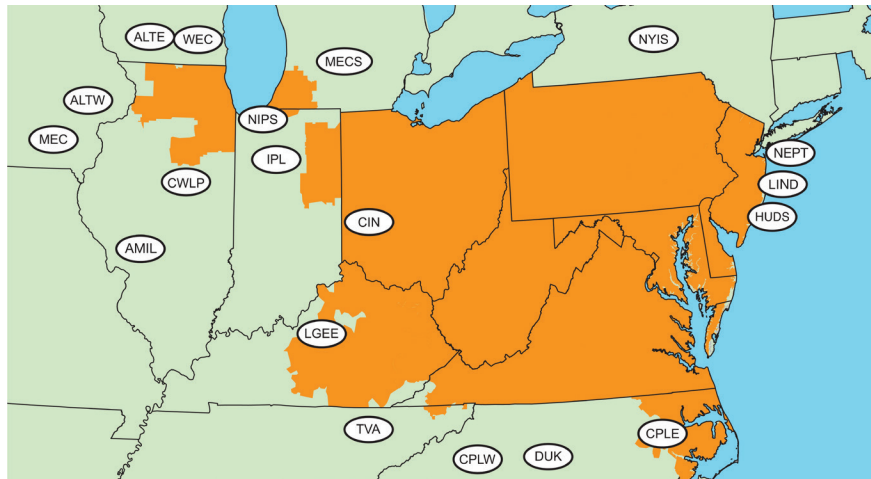 ALTE
WEC
NYIS
MECS
ALTW
NIPS
MEC
IPL
NEPT
CWLP
LIND
CIN
HUDS
AMIL
LGEE
TVA
CPLE
CPLW
DUK